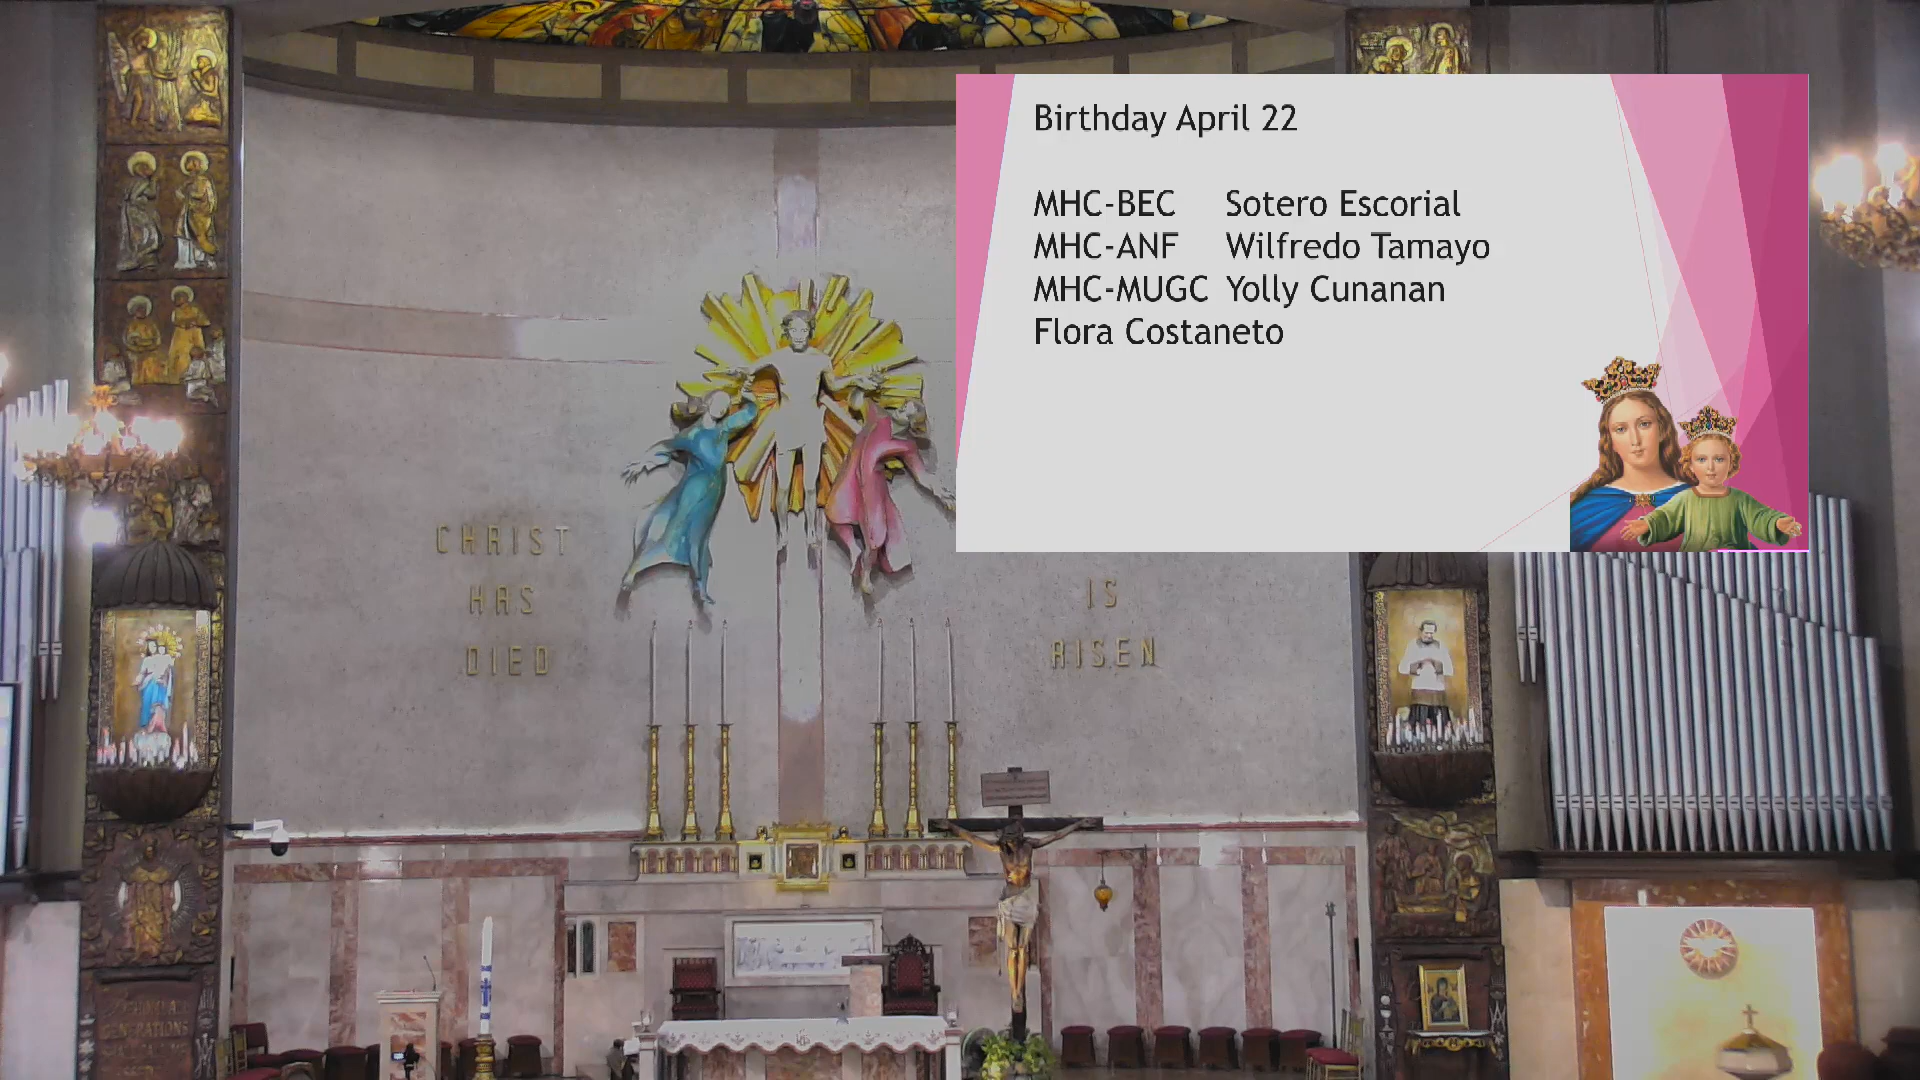 Birthday April 22
MHC-BEC Sotero Escorial
MHC-ANF Wilfredo Tamayo
MHC-MUGC Yolly Cunanan
Flora Costaneto
CHRIST
HAS
DIED
IS
RISEN
GENERATIONS